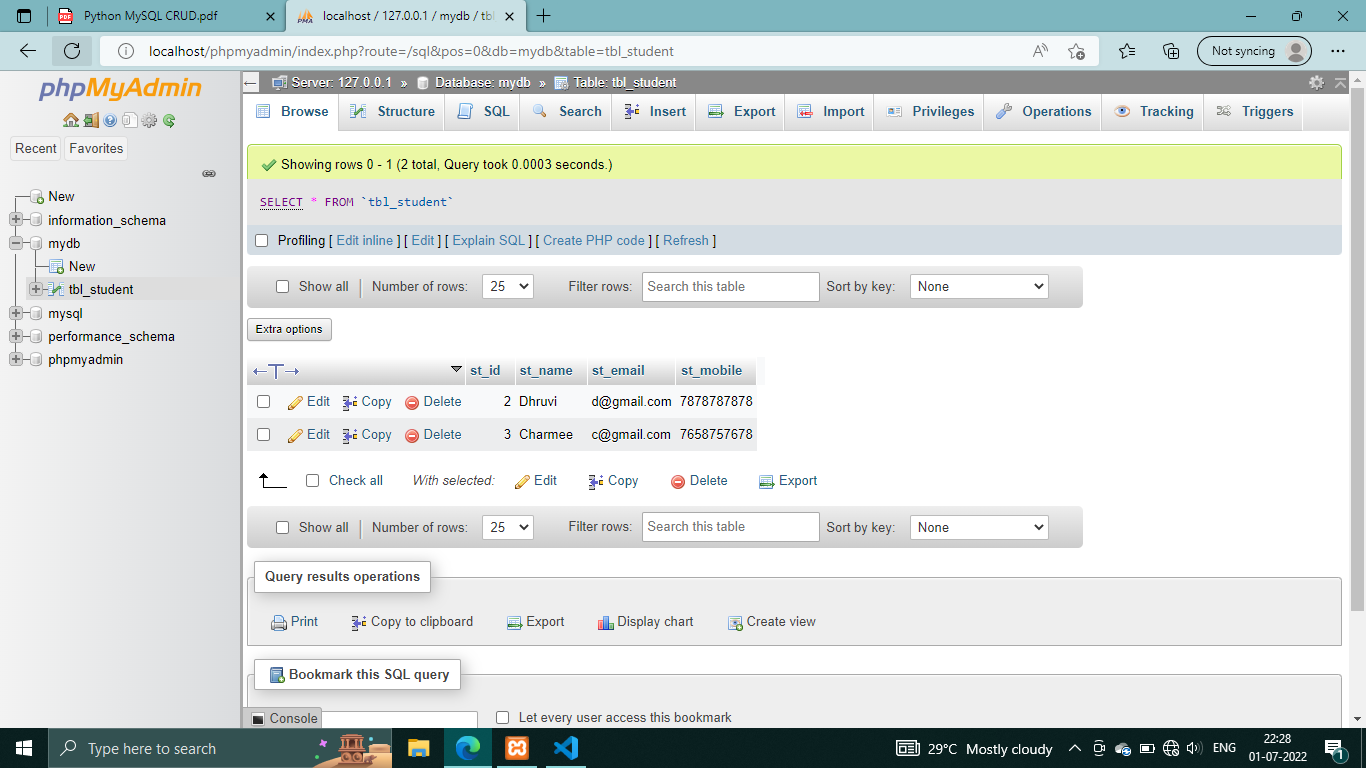 Python MySQL CRUD.pdf
localhost / 127.0.0.1 / mydb / tbl
localhost/phpmyadmin/index.php?route=/sql&pos=0&db=mydb&table=tbl_student
Not syncing
phpMyAdmin
Recent Favorites
New
information_schema
mydb
New
tbl_student
mysql
performance_schema
phpmyadmin
Server: 127.0.0.1 » Database: mydb » Table: tbl_student
Browse Structure SQL Search Insert Export Import Privileges Operations Tracking Triggers
Showing rows 0 - 1 (2 total, Query took 0.0003 seconds.)
SELECT * FROM `tbl_student`
Profiling [ Edit inline ] [ Edit ] [ Explain SQL ] [ Create PHP code ] [ Refresh ]
Show all Number of rows: 25 Filter rows: Search this table Sort by key: None
Extra options
st_id st_name st_email st_mobile
Edit Copy Delete 2 Dhruvi d@gmail.com 7878787878
Edit Copy Delete 3 Charmee c@gmail.com 7658757678
Check all With selected: Edit Copy Delete Export
Show all Number of rows: 25 Filter rows: Search this table Sort by key: None
Query results operations
Print Copy to clipboard Export Display chart Create view
Bookmark this SQL query
Console
Let every user access this bookmark
Type here to search
29°C Mostly cloudy
ENG
22:28
01-07-2022
1